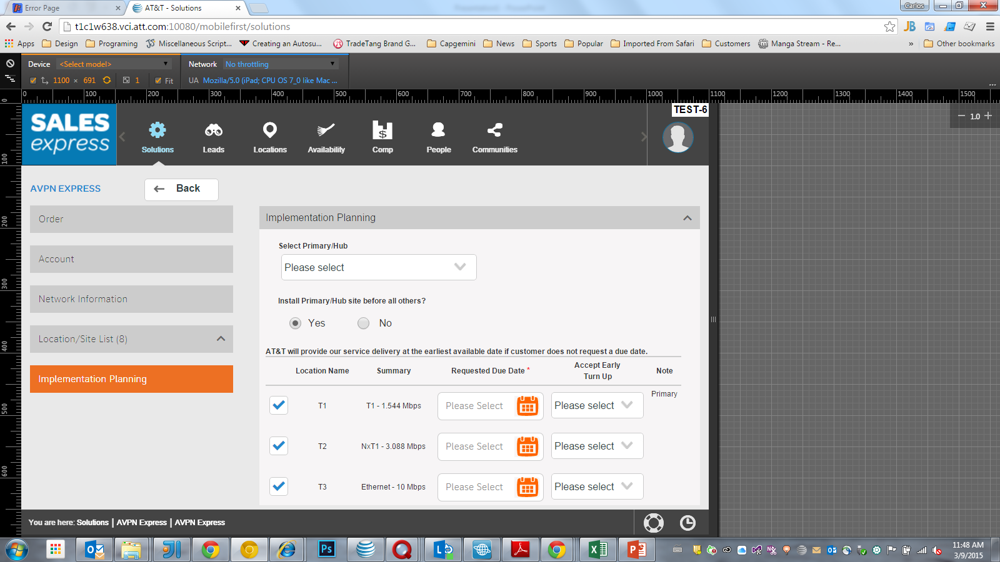 Error Page
AT&T - Solutions
Carlos
t1c1w638.vci.att.com:10080/mobilefirst/solutions
Apps Design Programing Miscellaneous Script... Creating an Autosu... TradeTang Brand G... Capgemini News Sports Popular Imported From Safari Customers Manga Stream - Re... » Other bookmarks
Device <Select model> Network No throttling
1100 × 691 1 Fit UA Mozilla/5.0 (iPad; CPU OS 7_0 like Mac ...
0 100 200 300 400 500 600 700 800 900 1000 1100 1200 1300 1400 1500
0 100 200 300 400 500 600
TEST-6
1.0
SALES
express
Solutions Leads Locations Availability Comp People Communities
AVPN EXPRESS
Back
Order
Account
Network Information
Location/Site List (8)
Implementation Planning
Implementation Planning
Select Primary/Hub
Please select
Install Primary/Hub site before all others?
Yes No
AT&T will provide our service delivery at the earliest available date if customer does not request a due date.
Location Name Summary Requested Due Date * Accept Early Turn Up Note
T1 T1 - 1.544 Mbps Please Select Please select Primary
T2 NxT1 - 3.088 Mbps Please Select Please select
T3 Ethernet - 10 Mbps Please Select Please select
You are here: Solutions | AVPN Express | AVPN Express
11:48 AM
3/9/2015